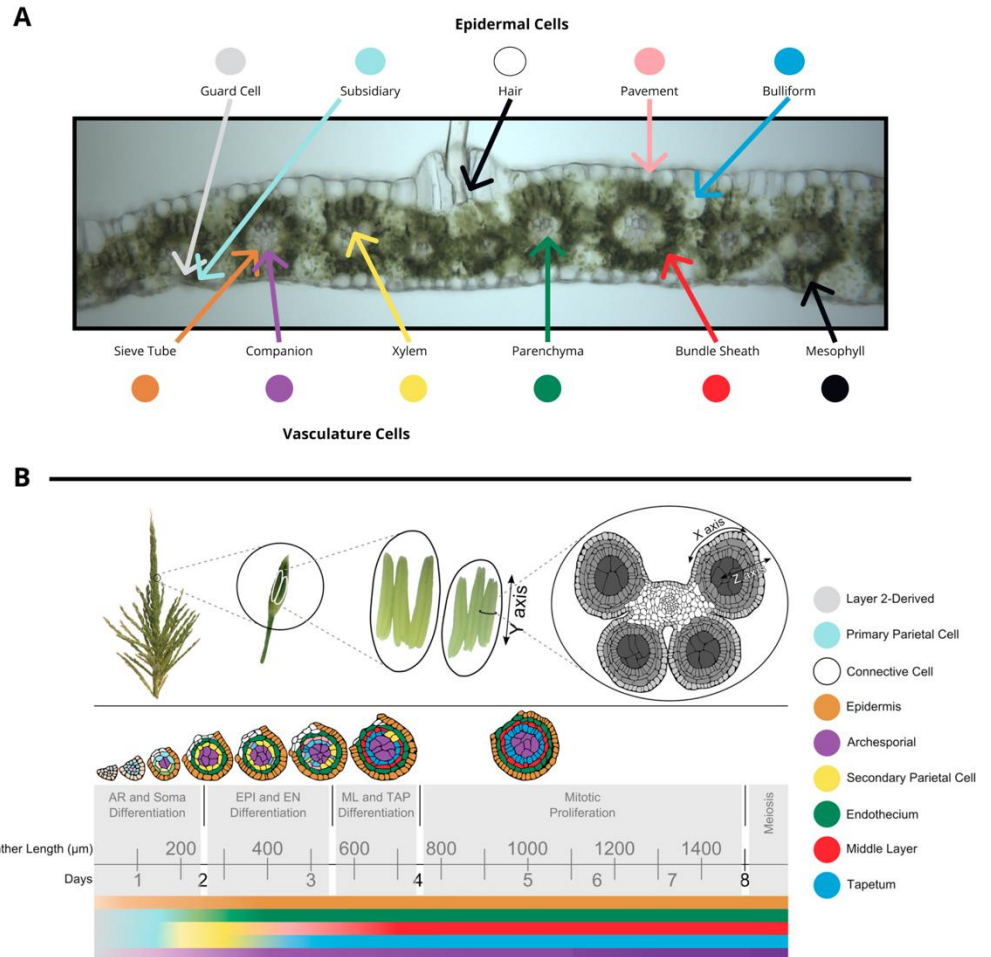 A
Epidermal Cells
Guard Cell
Subsidiary
Hair
Pavement
Bulliform
Sieve Tube
Companion
Xylem
Parenchyma
Bundle Sheath
Mesophyll
Vasculature Cells
B
Y axis
X axis
Z axis
Layer 2-Derived
Primary Parietal Cell
Connective Cell
Epidermis
Archesporial
Secondary Parietal Cell
Endothecium
Middle Layer
Tapetum
AR and Soma
Differentiation
EPI and EN
Differentiation
ML and TAP
Differentiation
Mitotic
Proliferation
Meiosis
nther Length (µm) 200 400 600 800 1000 1200 1400
Days 1 2 3 4 5 6 7 8